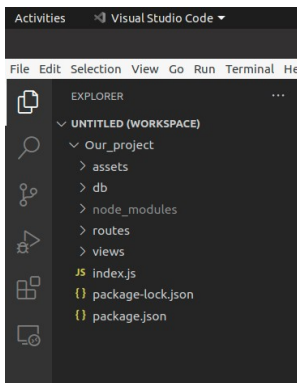 Activities Visual Studio Code
File Edit Selection View Go Run Terminal He
EXPLORER ...
UNTITLED (WORKSPACE)
Our_project
assets
db
node_modules
routes
views
JS index.js
{} package-lock.json
{} package.json